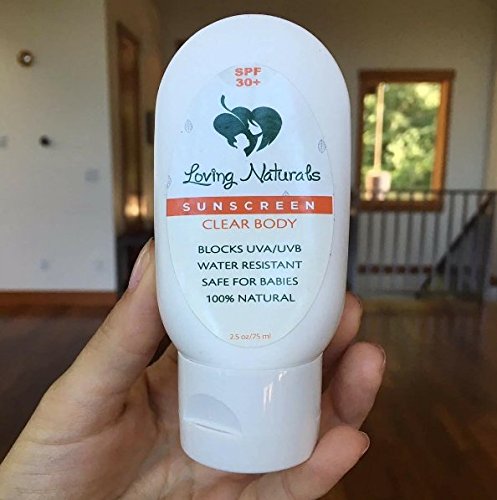 SPF
30+
Loving Naturals
SUNSCREEN
CLEAR BODY
BLOCKS UVA/UVB
WATER RESISTANT
SAFE FOR BABIES
100% NATURAL
2.5 oz/75 ml